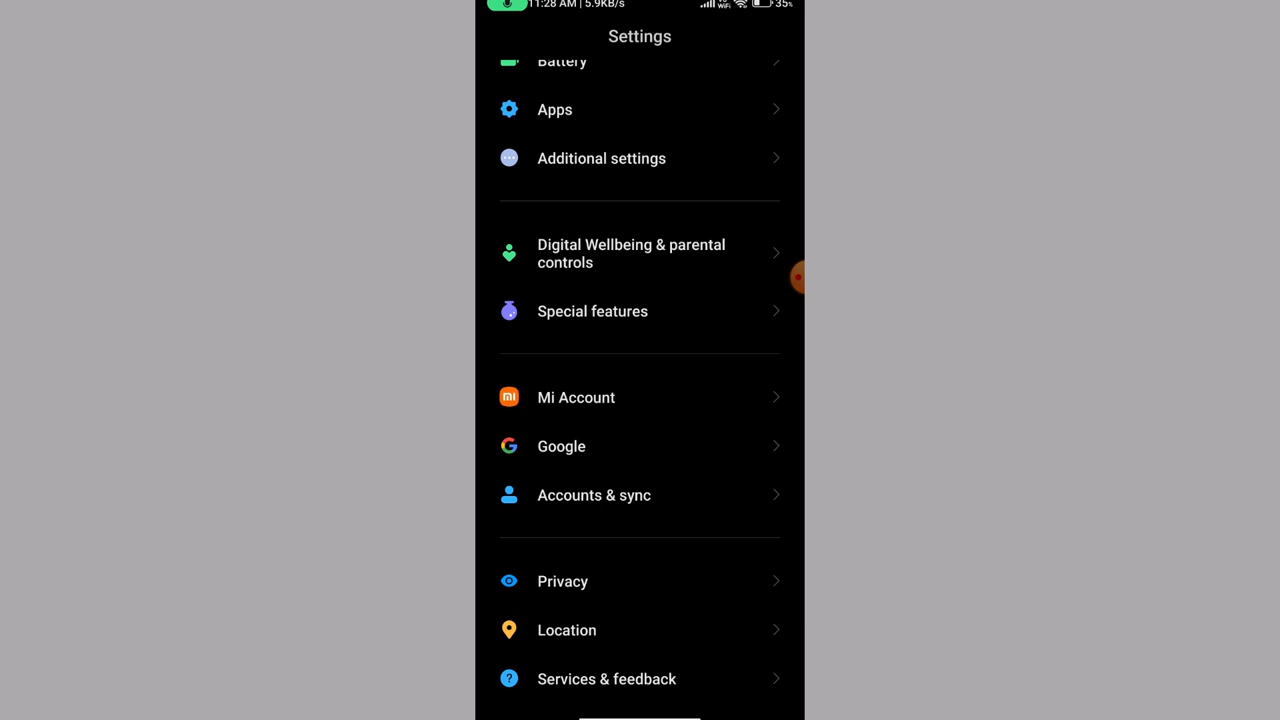 11:28 AM | 5.9KB/s 35%
Settings
Battery
Apps
Additional settings
Digital Wellbeing & parental
controls
Special features
Mi Account
Google
Accounts & sync
Privacy
Location
Services & feedback